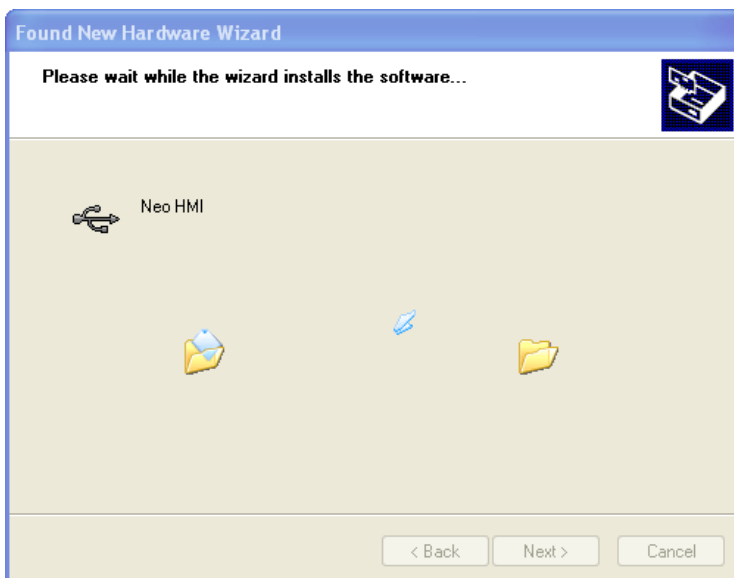 Found New Hardware Wizard
Please wait while the wizard installs the software...
Neo HMI
< Back
Next >
Cancel